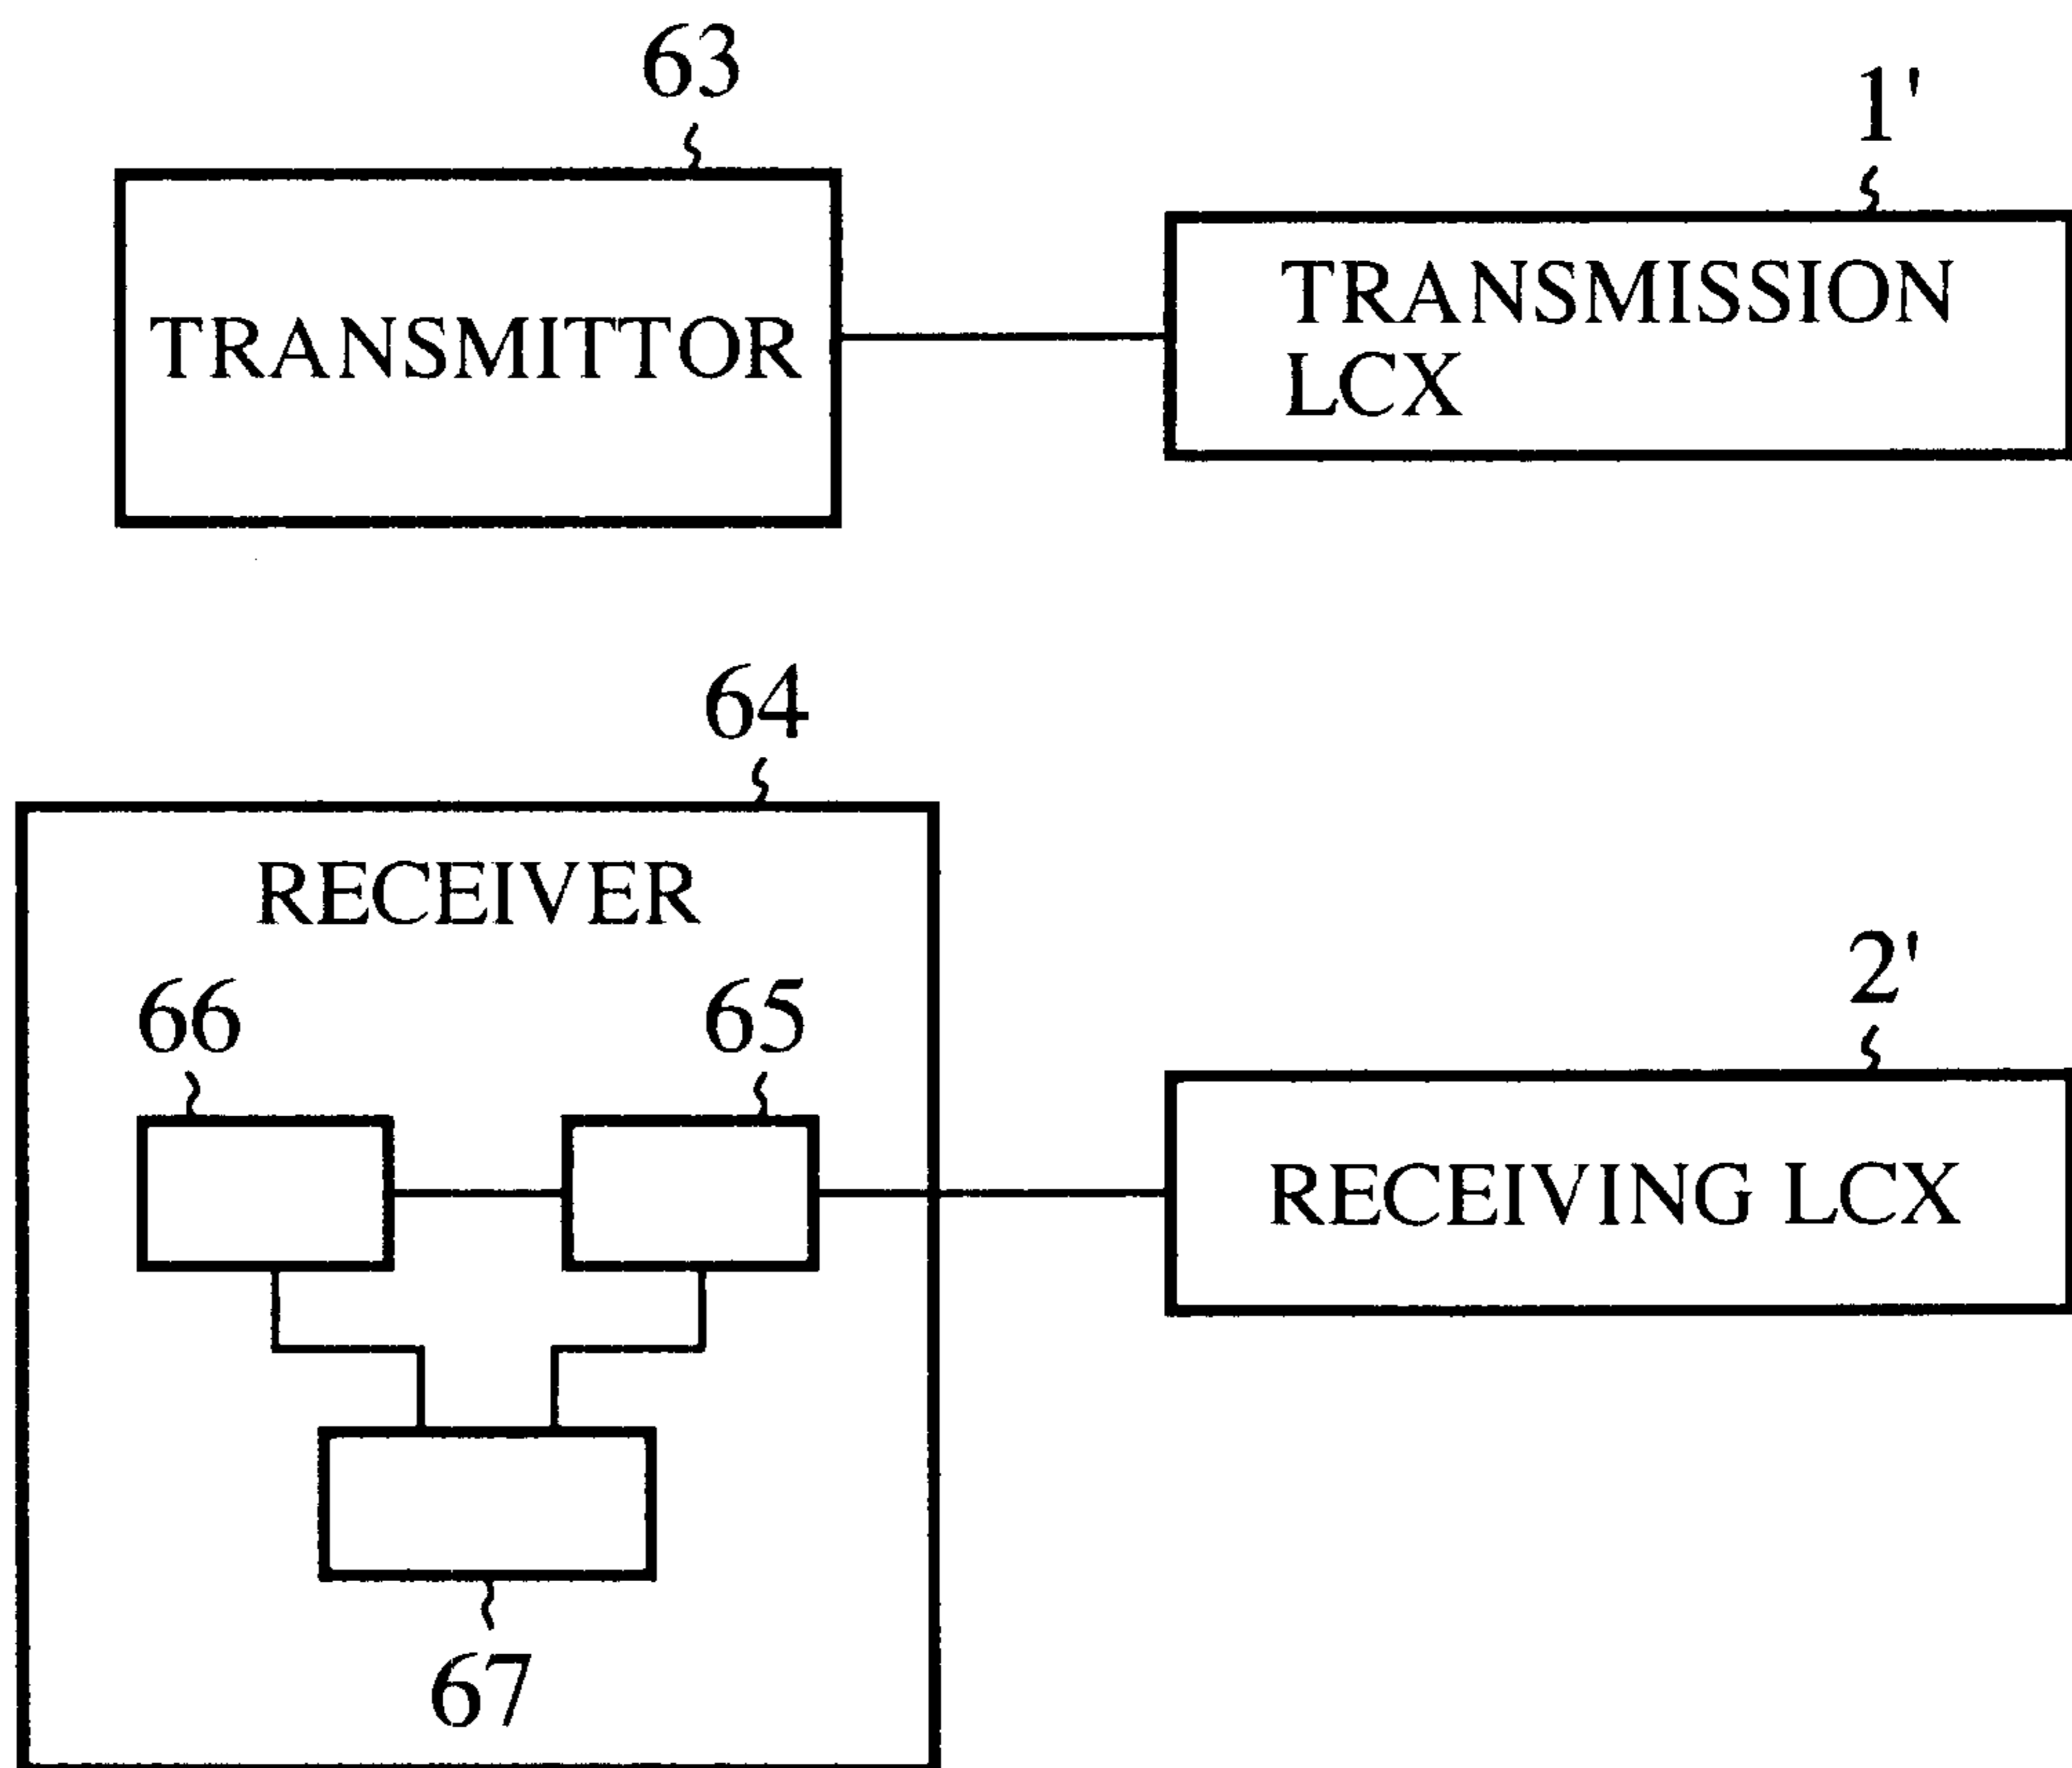 63
1'
TRANSMITTOR
TRANSMISSION
LCX
64
RECEIVER
66
65
2'
RECEIVING LCX
67